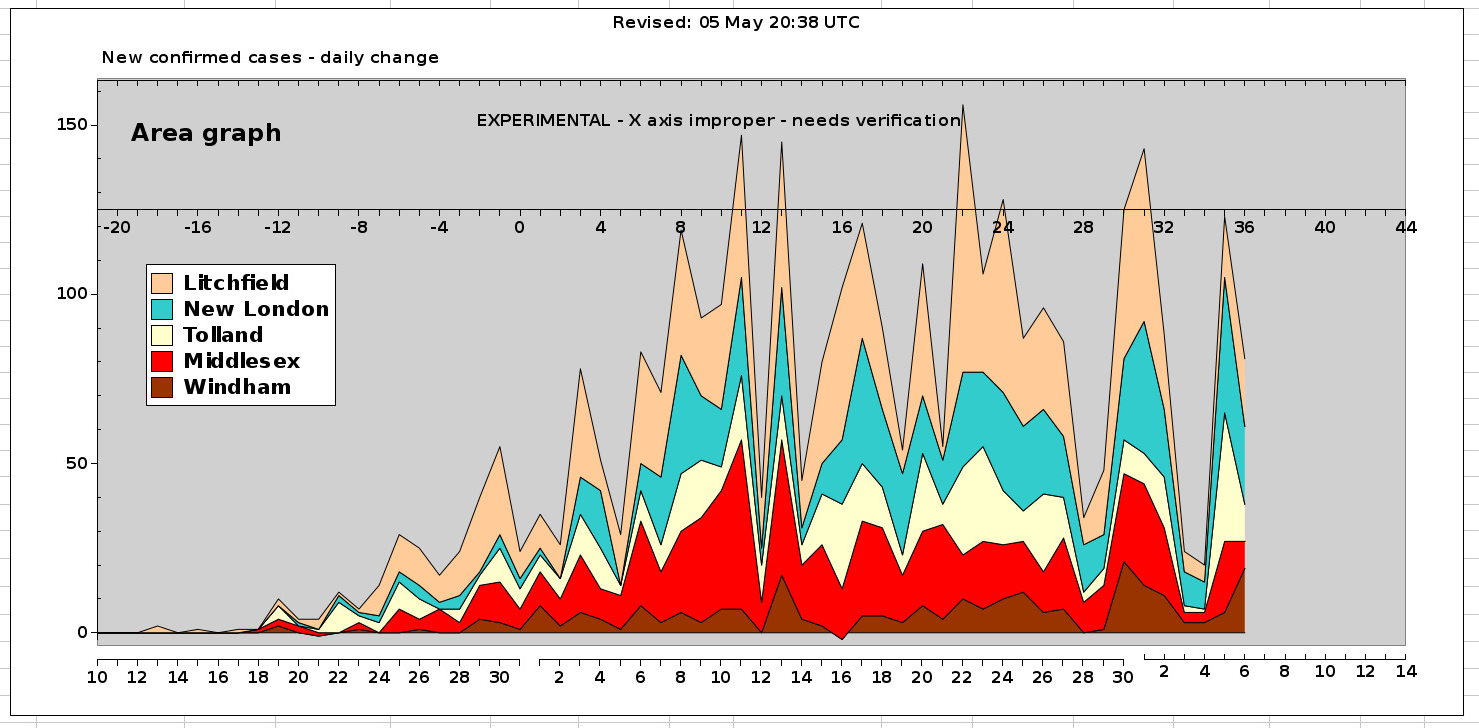 Revised: 05 May 20:38 UTC
New confirmed cases - daily change
150
Area graph
EXPERIMENTAL - X axis improper - needs verification
-20 -16 -12 -8 -4 0 4 8 12 16 20 24 28 32 36 40 44
Litchfield
100
New London
Tolland
Middlesex
Windham
50
0
10 12 14 16 18 20 22 24 26 28 30 2 4 6 8 10 12 14 16 18 20 22 24 26 28 30 2 4 6 8 10 12 14